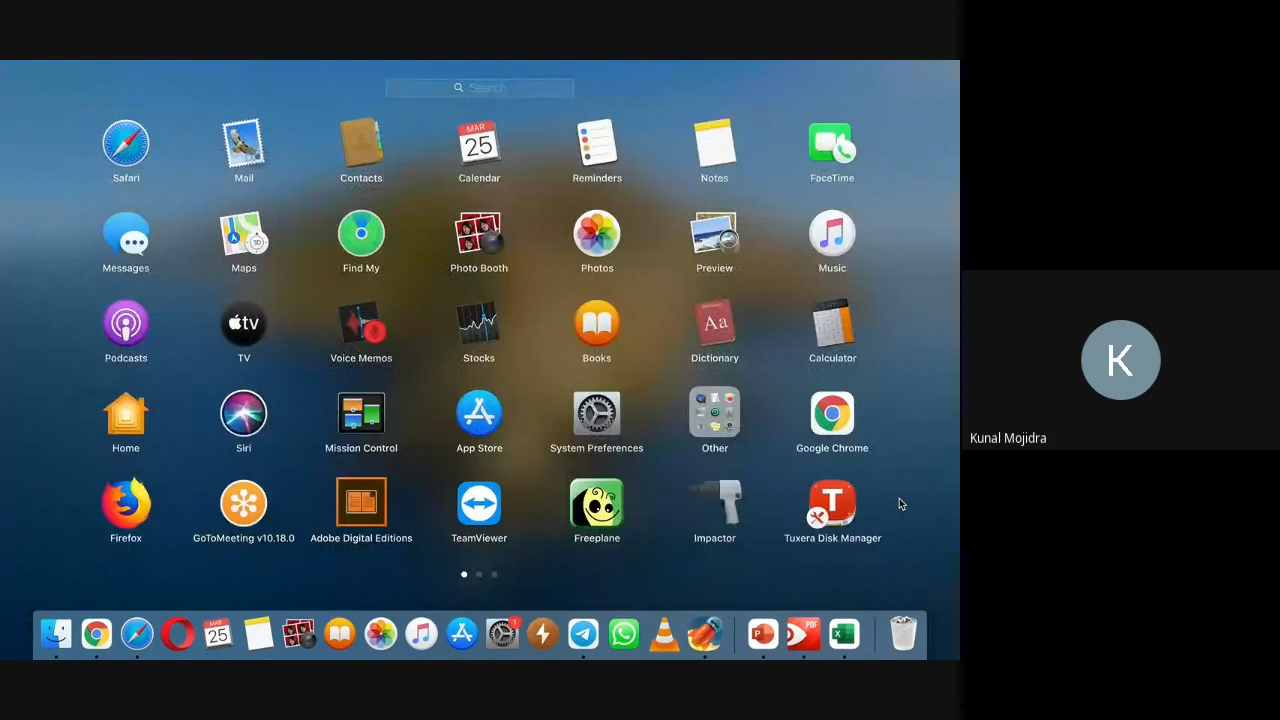 Search
Safari
Mail
Contacts
MAR
25
Calendar
Reminders
Notes
FaceTime
Messages
3D
Maps
Find My
Photo Booth
Photos
Preview
Music
Podcasts
tv
TV
Voice Memos
Stocks
Books
Aa
Dictionary
Calculator
Home
Siri
Mission Control
App Store
System Preferences
Other
Google Chrome
Firefox
GoToMeeting v10.18.0
Adobe Digital Editions
TeamViewer
Freeplane
Impactor
T
Tuxera Disk Manager
MAR
25
1
P
PDF
X
K
Kunal Mojidra